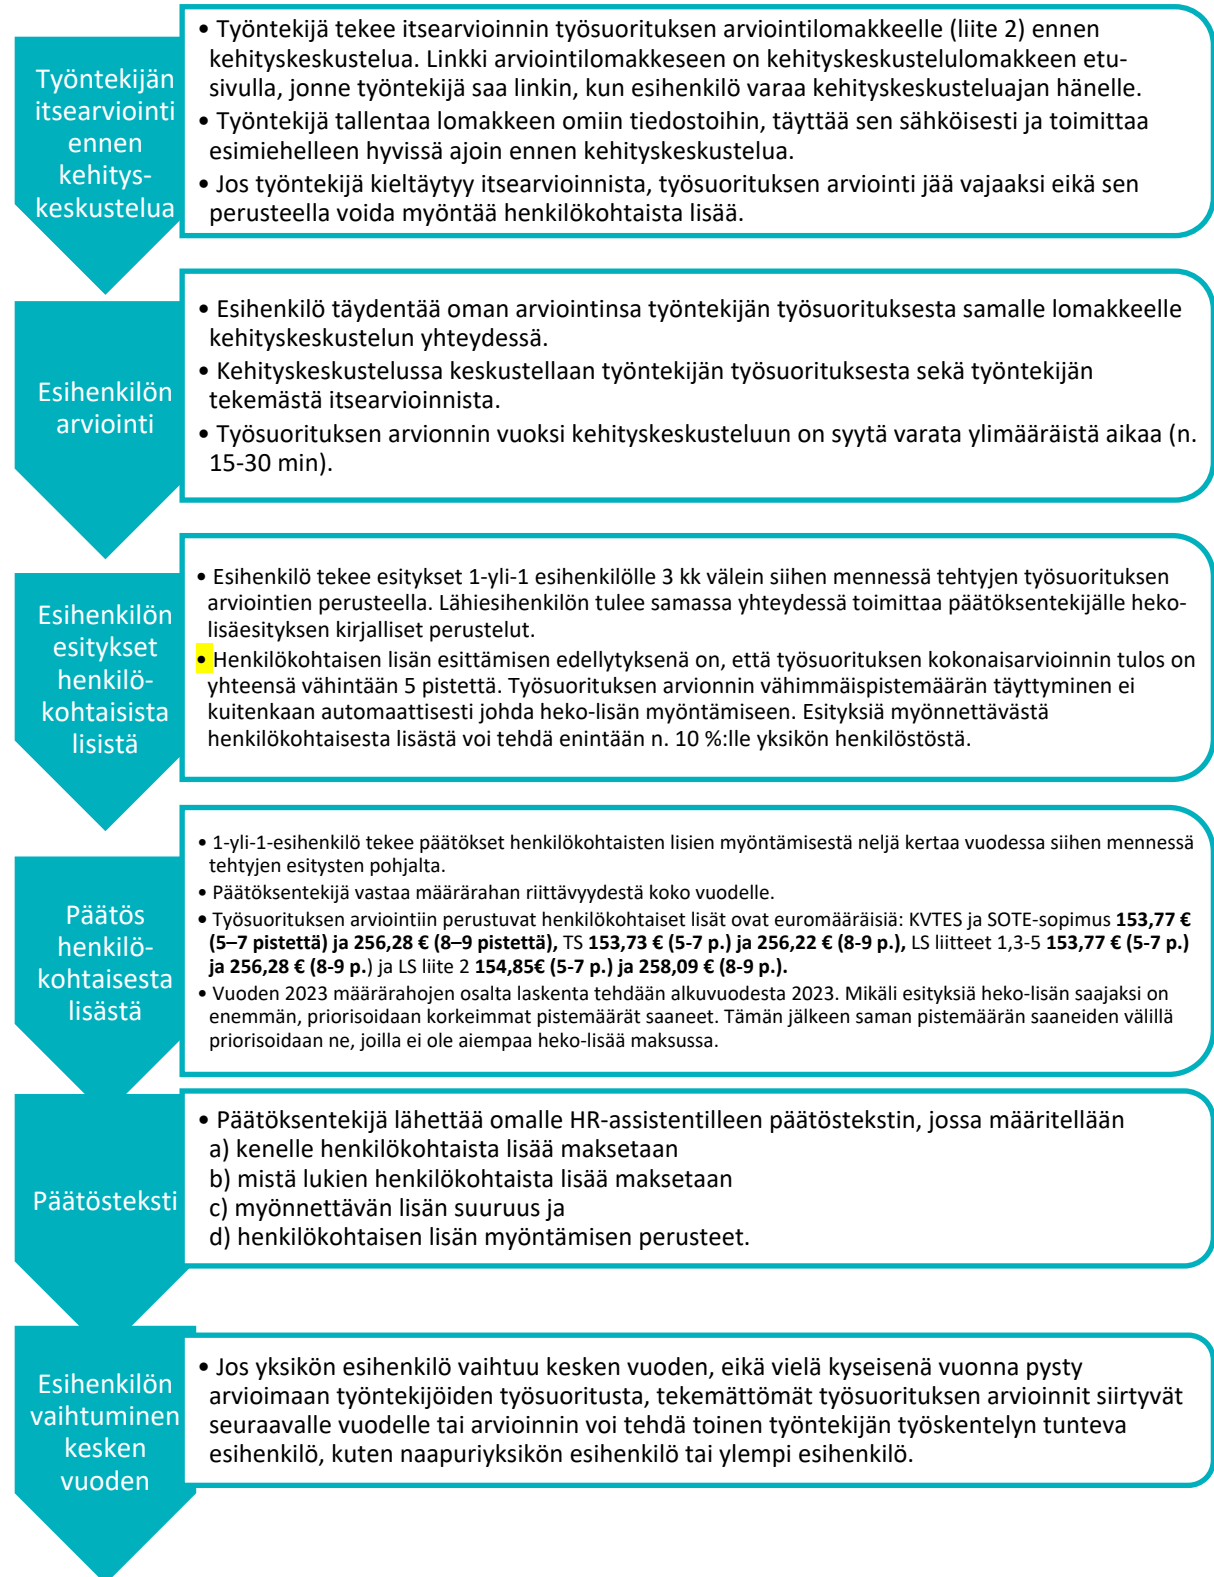 Työntekijän
itsearviointi
ennen
kehitys-
keskustelua
• Työntekijä tekee itsearvioinnin työsuorituksen arviointilomakkeelle (liite 2) ennen
kehityskeskustelua. Linkki arviointilomakkeseen on kehityskeskustelulomakkeen etu-
sivulla, jonne työntekijä saa linkin, kun esihenkilö varaa kehityskeskusteluajan hänelle.
• Työntekijä tallentaa lomakkeen omiin tiedostoihin, täyttää sen sähköisesti ja toimittaa
esimiehelleen hyvissä ajoin ennen kehityskeskustelua.
• Jos työntekijä kieltäytyy itsearvioinnista, työsuorituksen arviointi jää vajaaksi eikä sen
perusteella voida myöntää henkilökohtaista lisää.
Esihenkilön
arviointi
• Esihenkilö täydentää oman arviointinsa työntekijän työsuorituksesta samalle lomakkeelle
kehityskeskustelun yhteydessä.
• Kehityskeskustelussa keskustellaan työntekijän työsuorituksesta sekä työntekijän
tekemästä itsearvioinnista.
• Työsuorituksen arvionnin vuoksi kehityskeskusteluun on syytä varata ylimääräistä aikaa (n.
15-30 min).
Esihenkilön
esitykset
henkilö-
kohtaisista
lisistä
• Esihenkilö tekee esitykset 1-yli-1 esihenkilölle 3 kk välein siihen mennessä tehtyjen työsuorituksen
arviointien perusteella. Lähiesihenkilön tulee samassa yhteydessä toimittaa päätöksentekijälle heko-
lisäesityksen kirjalliset perustelut.
• Henkilökohtaisen lisän esittämisen edellytyksenä on, että työsuorituksen kokonaisarvioinnin tulos on
yhteensä vähintään 5 pistettä. Työsuorituksen arvionnin vähimmäispistemäärän täyttyminen ei
kuitenkaan automaattisesti johda heko-lisän myöntämiseen. Esityksiä myönnettävästä
henkilökohtaisesta lisästä voi tehdä enintään n. 10 %:lle yksikön henkilöstöstä.
Päätös
henkilö-
kohtaisesta
lisästä
• 1-yli-1-esihenkilö tekee päätökset henkilökohtaisten lisien myöntämisestä neljä kertaa vuodessa siihen mennessä
tehtyjen esitysten pohjalta.
• Päätöksentekijä vastaa määrärahan riittävyydestä koko vuodelle.
• Työsuorituksen arviointiin perustuvat henkilökohtaiset lisät ovat euromääräisiä: KVTES ja SOTE-sopimus 153,77 €
(5–7 pistettä) ja 256,28 € (8–9 pistettä), TS 153,73 € (5-7 p.) ja 256,22 € (8-9 p.), LS liitteet 1,3-5 153,77 € (5-7 p.)
ja 256,28 € (8-9 p.) ja LS liite 2 154,85€ (5-7 p.) ja 258,09 € (8-9 p.).
• Vuoden 2023 määrärahojen osalta laskenta tehdään alkuvuodesta 2023. Mikäli esityksiä heko-lisän saajaksi on
enemmän, priorisoidaan korkeimmat pistemäärät saaneet. Tämän jälkeen saman pistemäärän saaneiden välillä
priorisoidaan ne, joilla ei ole aiempaa heko-lisää maksussa.
Päätösteksti
• Päätöksentekijä lähettää omalle HR-assistentilleen päätöstekstin, jossa määritellään
a) kenelle henkilökohtaista lisää maksetaan
b) mistä lukien henkilökohtaista lisää maksetaan
c) myönnettävän lisän suuruus ja
d) henkilökohtaisen lisän myöntämisen perusteet.
Esihenkilön
vaihtuminen
kesken
vuoden
• Jos yksikön esihenkilö vaihtuu kesken vuoden, eikä vielä kyseisenä vuonna pysty
arvioimaan työntekijöiden työsuoritusta, tekemättömät työsuorituksen arvioinnit siirtyvät
seuraavalle vuodelle tai arvioinnin voi tehdä toinen työntekijän työskentelyn tunteva
esihenkilö, kuten naapuriyksikön esihenkilö tai ylempi esihenkilö.